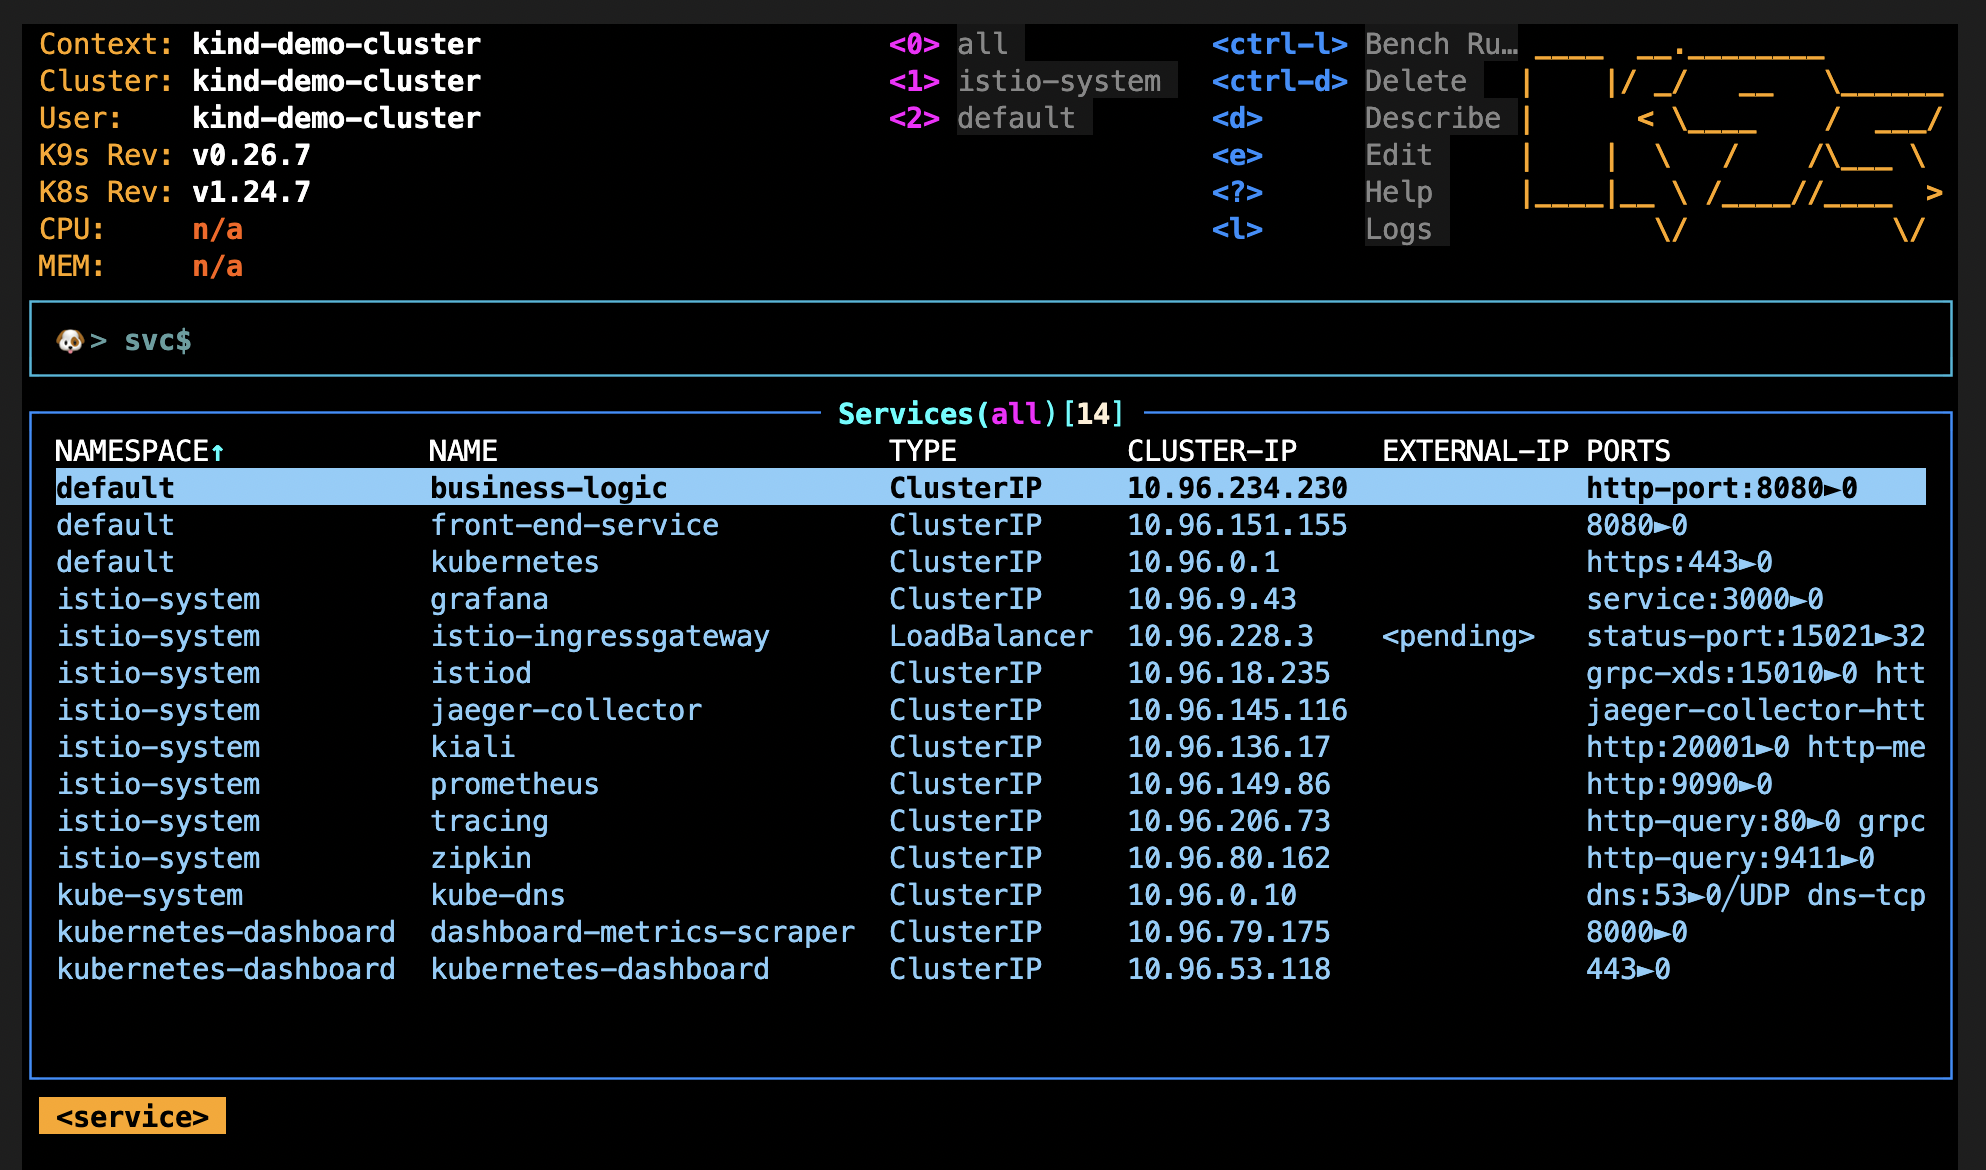 Context: kind-demo-cluster <0> all <ctrl-l> Bench Ru…
Cluster: kind-demo-cluster <1> istio-system <ctrl-d> Delete
User: kind-demo-cluster <2> default <d> Describe
K9s Rev: v0.26.7 <e> Edit
K8s Rev: v1.24.7 <?> Help
CPU: n/a <l> Logs
MEM: n/a
🐶> svc$
Services(all)[14]
NAMESPACE↑ NAME TYPE CLUSTER-IP EXTERNAL-IP PORTS
default business-logic ClusterIP 10.96.234.230 http-port:8080►0
default front-end-service ClusterIP 10.96.151.155 8080►0
default kubernetes ClusterIP 10.96.0.1 https:443►0
istio-system grafana ClusterIP 10.96.9.43 service:3000►0
istio-system istio-ingressgateway LoadBalancer 10.96.228.3 <pending> status-port:15021►32
istio-system istiod ClusterIP 10.96.18.235 grpc-xds:15010►0 htt
istio-system jaeger-collector ClusterIP 10.96.145.116 jaeger-collector-htt
istio-system kiali ClusterIP 10.96.136.17 http:20001►0 http-me
istio-system prometheus ClusterIP 10.96.149.86 http:9090►0
istio-system tracing ClusterIP 10.96.206.73 http-query:80►0 grpc
istio-system zipkin ClusterIP 10.96.80.162 http-query:9411►0
kube-system kube-dns ClusterIP 10.96.0.10 dns:53►0╱UDP dns-tcp
kubernetes-dashboard dashboard-metrics-scraper ClusterIP 10.96.79.175 8000►0
kubernetes-dashboard kubernetes-dashboard ClusterIP 10.96.53.118 443►0
<service>